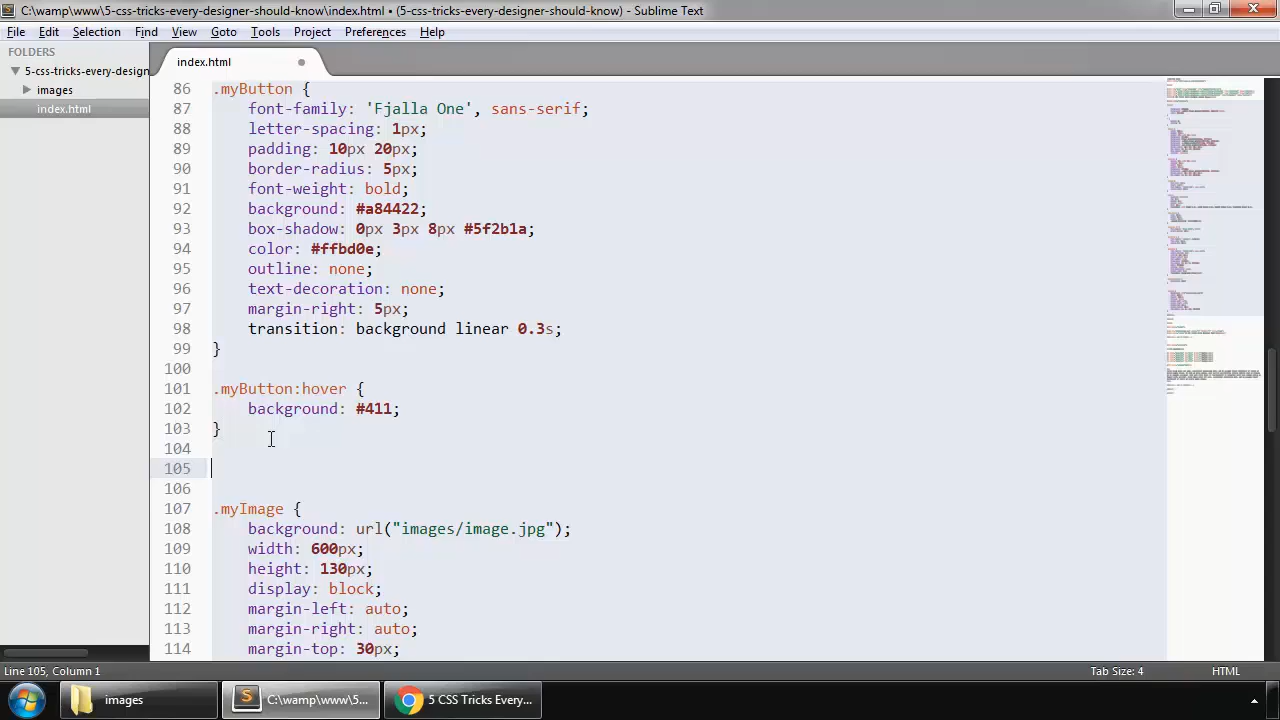 C:\wamp\www\5-css-tricks-every-designer-should-know\index.html • (5-css-tricks-every-designer-should-know) - Sublime Text
File Edit Selection Find View Goto Tools Project Preferences Help
FOLDERS
5-css-tricks-every-design
images
index.html
index.html
86 .myButton {
87 font-family: 'Fjalla One' sans-serif;
88 letter-spacing: 1px;
89 padding: 10px 20px;
90 border-radius: 5px;
91 font-weight: bold;
92 background: #a84422;
93 box-shadow: 0px 3px 8px #5f2b1a;
94 color: #ffbd0e;
95 outline: none;
96 text-decoration: none;
97 margin-right: 5px;
98 transition: background linear 0.3s;
99 }
100
101 .myButton:hover {
102 background: #411;
103 }
104
105
106
107 .myImage {
108 background: url("images/image.jpg");
109 width: 600px;
110 height: 130px;
111 display: block;
112 margin-left: auto;
113 margin-right: auto;
114 margin-top: 30px;
Line 105, Column 1
Tab Size: 4
HTML
images
C:\wamp\www\5...
5 CSS Tricks Every...